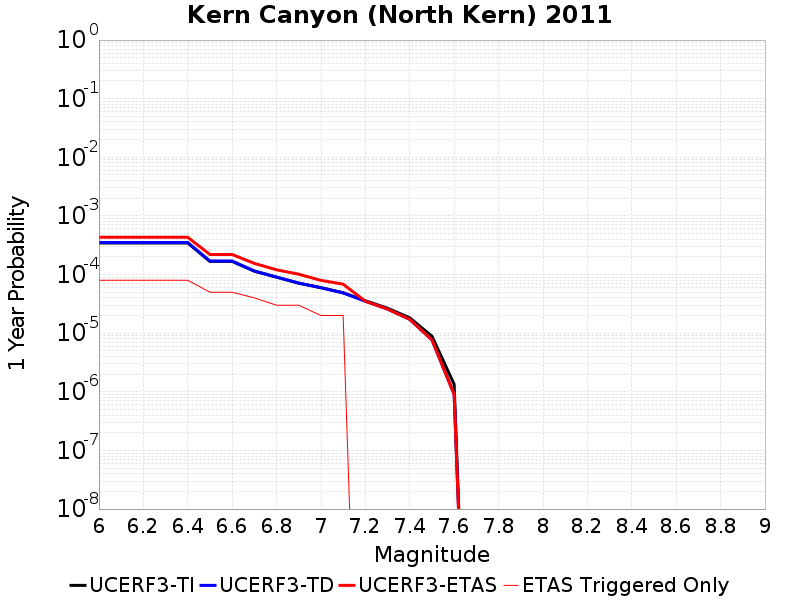 Kern Canyon (North Kern) 2011
1 Year Probability
10^0
10^-1
10^-2
10^-3
10^-4
10^-5
10^-6
10^-7
10^-8
6 6.2 6.4 6.6 6.8 7 7.2 7.4 7.6 7.8 8 8.2 8.4 8.6 8.8 9
Magnitude
UCERF3-TI UCERF3-TD UCERF3-ETAS ETAS Triggered Only